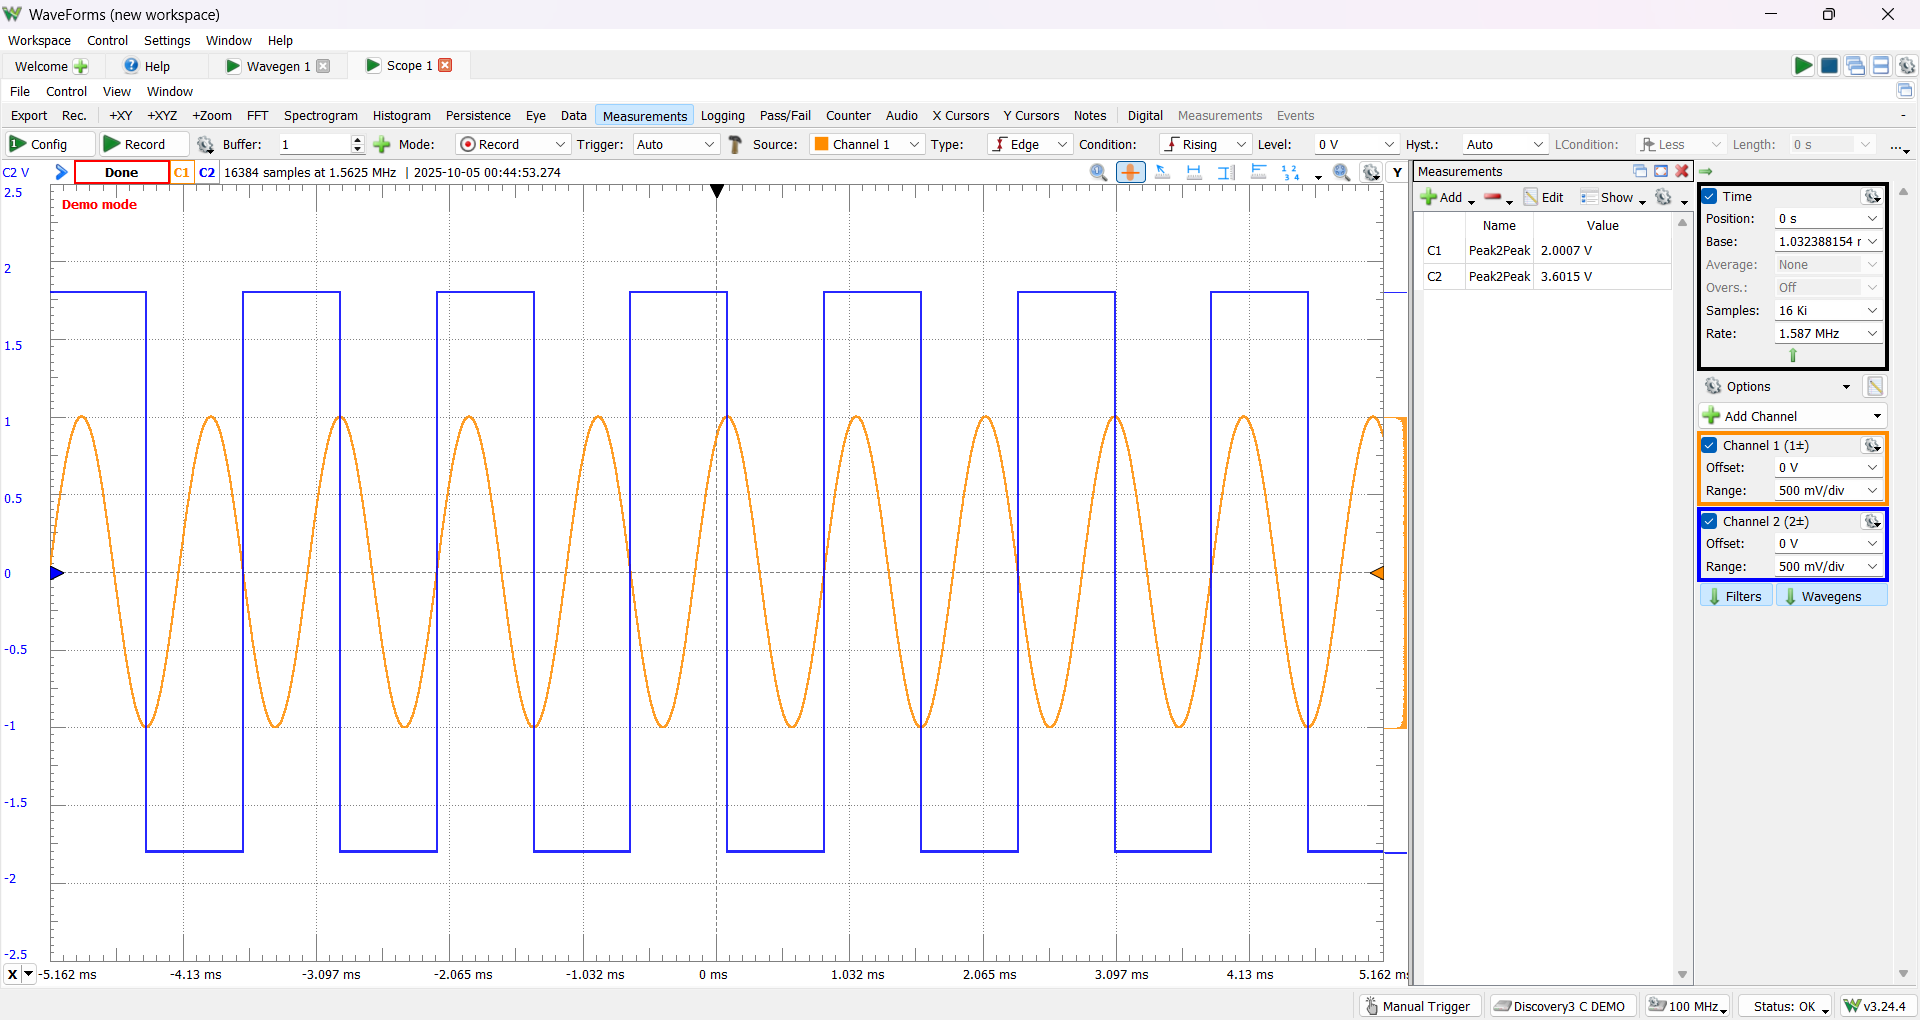 WaveForms (new workspace)
Workspace Control Settings Window Help
Welcome Help Wavegen 1 Scope 1
File Control View Window
Export Rec. +XY +XYZ +Zoom FFT Spectrogram Histogram Persistence Eye Data Measurements Logging Pass/Fail Counter Audio X Cursors Y Cursors Notes Digital Measurements Events
Config Record Buffer: 1 Mode: Record Trigger: Auto Source: Channel 1 Type: Edge Condition: Rising Level: 0 V Hyst.: Auto LCondition: Less Length: 0 s ...
C2 V Done C1 C2 16384 samples at 1.5625 MHz | 2025-10-05 00:44:53.274 Y
Demo mode
2.5
2
1.5
1
0.5
0
-0.5
-1
-1.5
-2
-2.5
X -5.162 ms -4.13 ms -3.097 ms -2.065 ms -1.032 ms 0 ms 1.032 ms 2.065 ms 3.097 ms 4.13 ms 5.162 ms
Measurements
Add Edit Show
Name Value
C1 Peak2Peak 2.0007 V
C2 Peak2Peak 3.6015 V
Time
Position: 0 s
Base: 1.032388154 r
Average: None
Overs.: Off
Samples: 16 Ki
Rate: 1.587 MHz
Options
Add Channel
Channel 1 (1±)
Offset: 0 V
Range: 500 mV/div
Channel 2 (2±)
Offset: 0 V
Range: 500 mV/div
Filters Wavegens
Manual Trigger Discovery3 C DEMO 100 MHz Status: OK v3.24.4